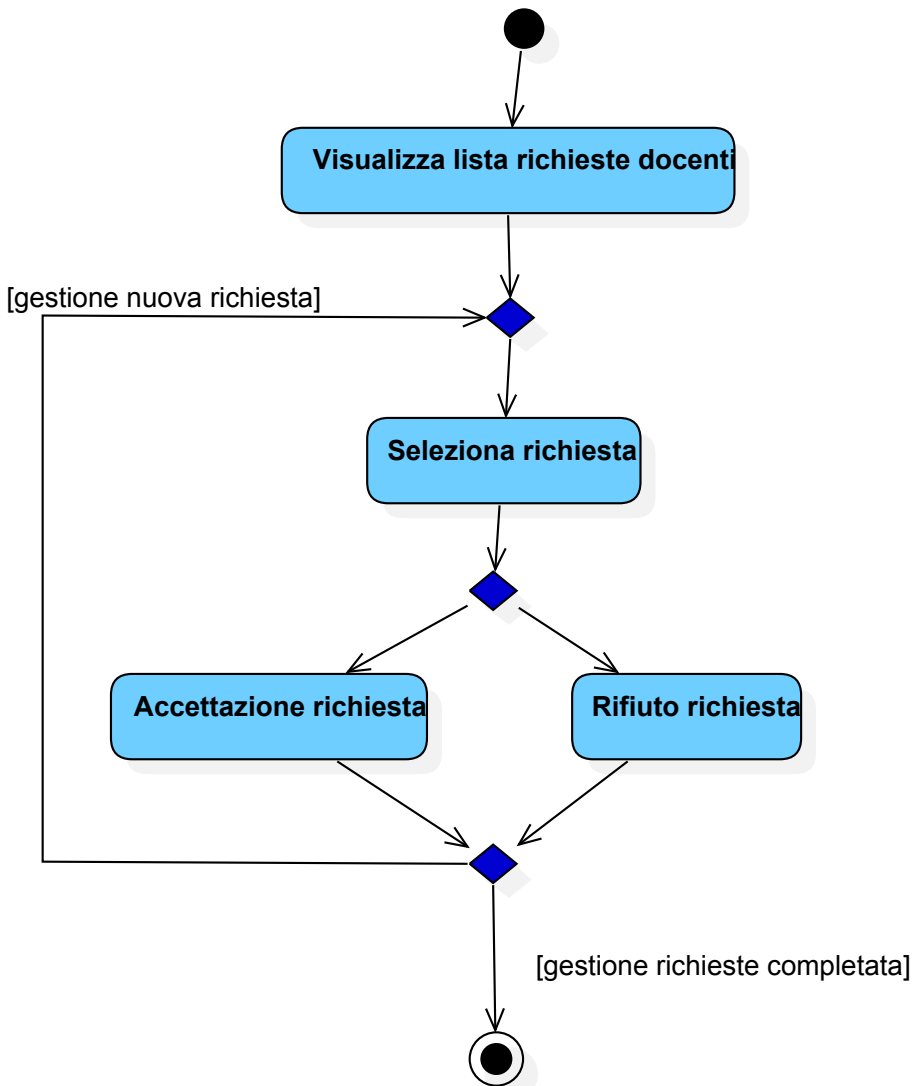 Visualizza lista richieste docenti
[gestione nuova richiesta]
Seleziona richiesta
Accettazione richiesta
Rifiuto richiesta
[gestione richieste completata]